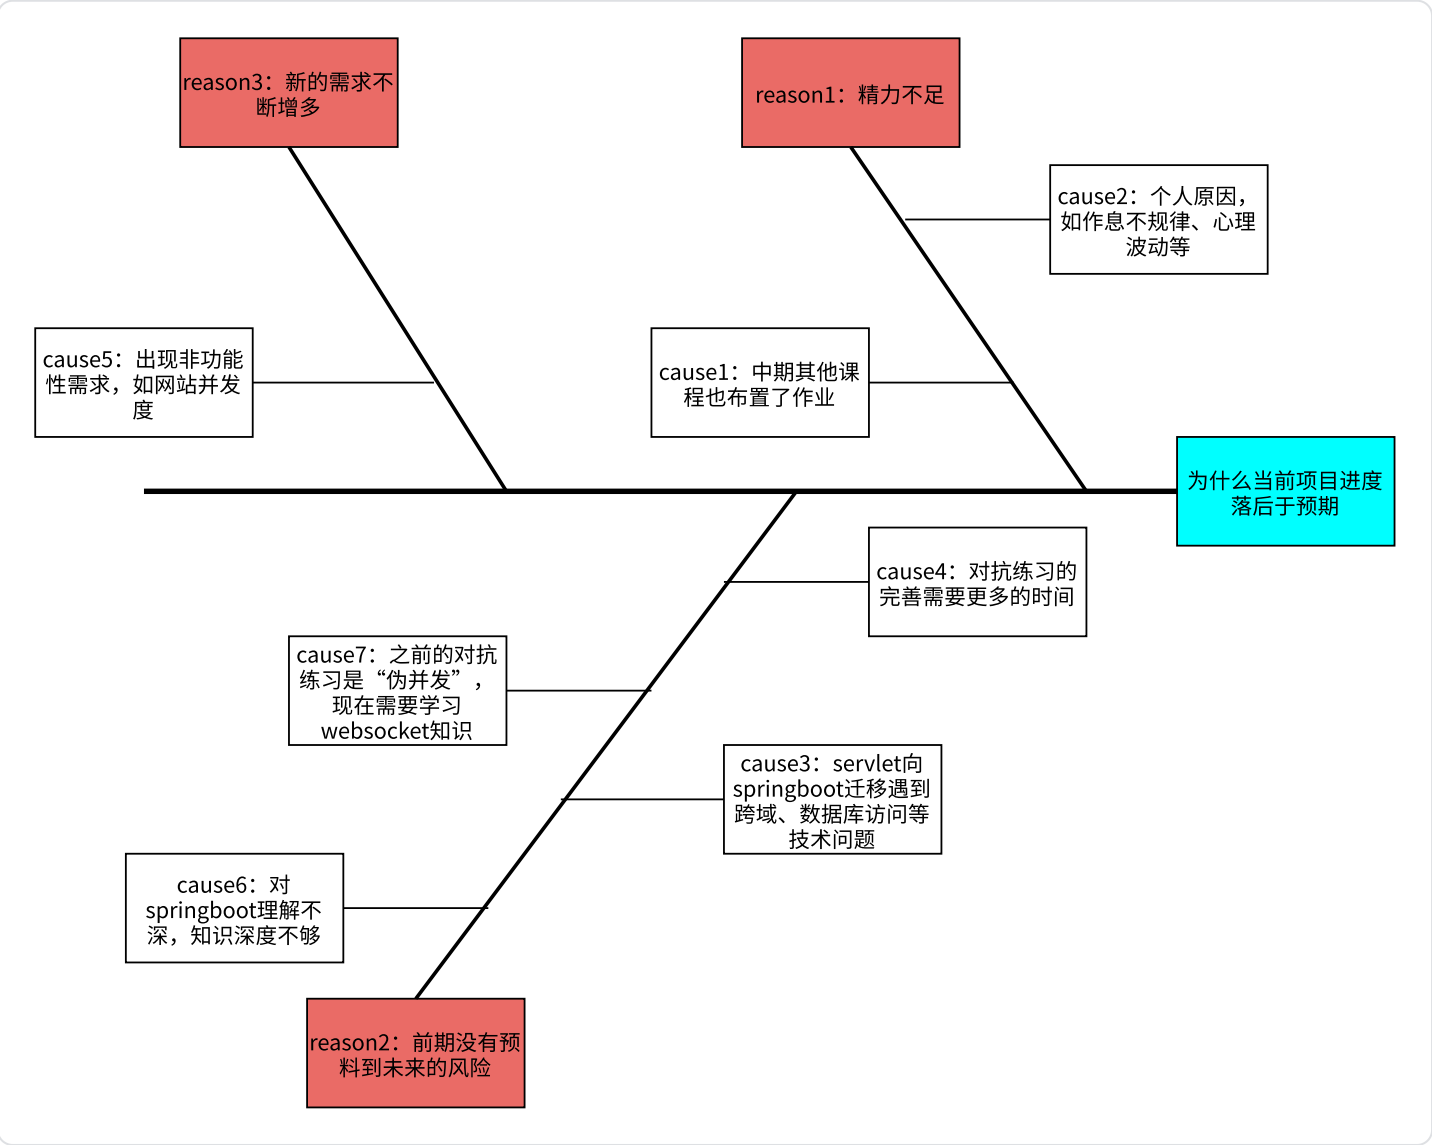 reason3：新的需求不
断增多
reason1：精力不足
cause2：个人原因，
如作息不规律、心理
波动等
cause5：出现非功能
性需求，如网站并发
度
cause1：中期其他课
程也布置了作业
为什么当前项目进度
落后于预期
cause4：对抗练习的
完善需要更多的时间
cause7：之前的对抗
练习是“伪并发”，
现在需要学习
websocket知识
cause3：servlet向
springboot迁移遇到
跨域、数据库访问等
技术问题
cause6：对
springboot理解不
深，知识深度不够
reason2：前期没有预
料到未来的风险